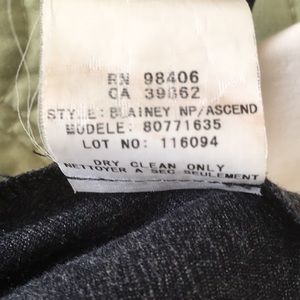 RN 98406
CA 39862
STYLE: BLAINEY NP/ASCEND
MODELE: 80771635
LOT NO: 116094
DRY CLEAN ONLY
NETTOYER A SEC SEULEMENT